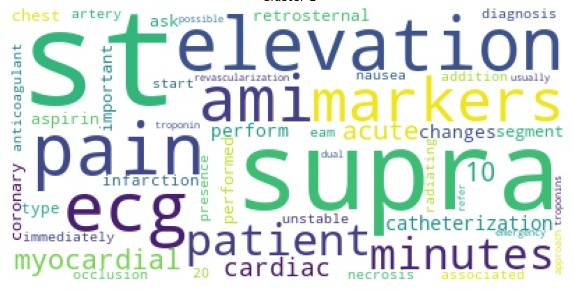 chest artery retrosternal diagnosis
ask possible
st elevation
anticoagulant important start revascularization nausea addition usually
ami markers
aspirin troponin perform acute changes segment
pain eam
infarction presence performed dual supra 10
coronary radiating refer troponins
type ecg unstable catheterization
immediately patient minutes emergency approach
myocardial cardiac
occlusion 20 necrosis associated